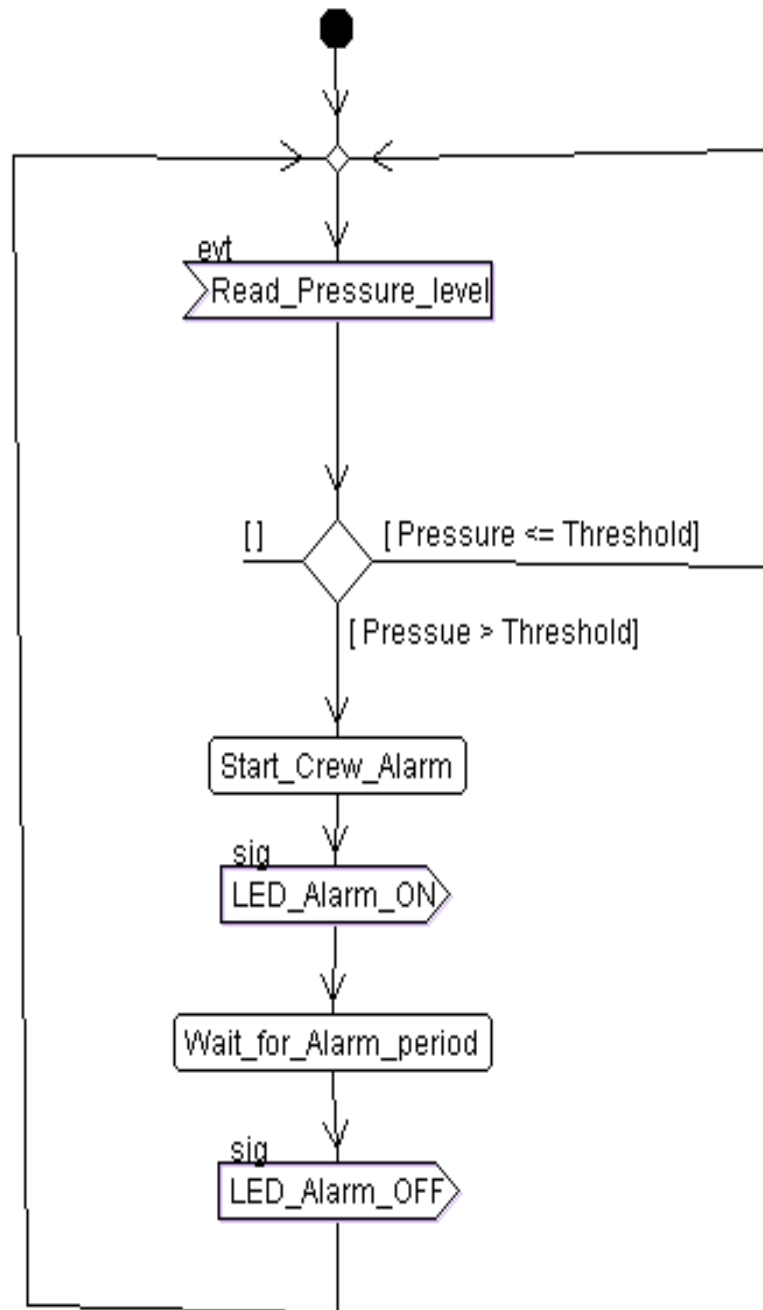 evt
Read_Pressure_level
[ ]
[ Pressure <= Threshold]
[ Pressue > Threshold]
Start_Crew_Alarm
sig
LED_Alarm_ON
Wait_for_Alarm_period
sig
LED_Alarm_OFF